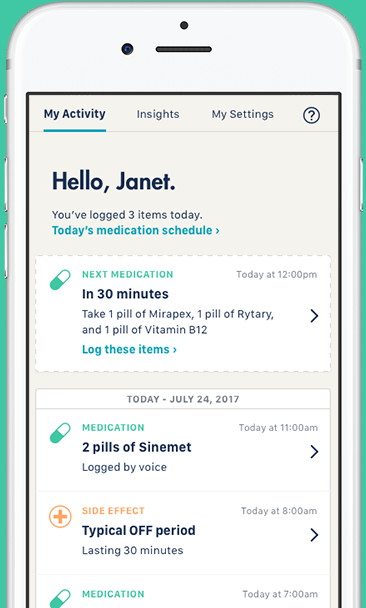 My Activity Insights My Settings ?
Hello, Janet.
You’ve logged 3 items today.
Today’s medication schedule ›
NEXT MEDICATION Today at 12:00pm
In 30 minutes
Take 1 pill of Mirapex, 1 pill of Rytary,
and 1 pill of Vitamin B12
Log these items ›
TODAY - JULY 24, 2017
MEDICATION Today at 11:00am
2 pills of Sinemet
Logged by voice
SIDE EFFECT Today at 8:00am
Typical OFF period
Lasting 30 minutes
MEDICATION Today at 7:00am